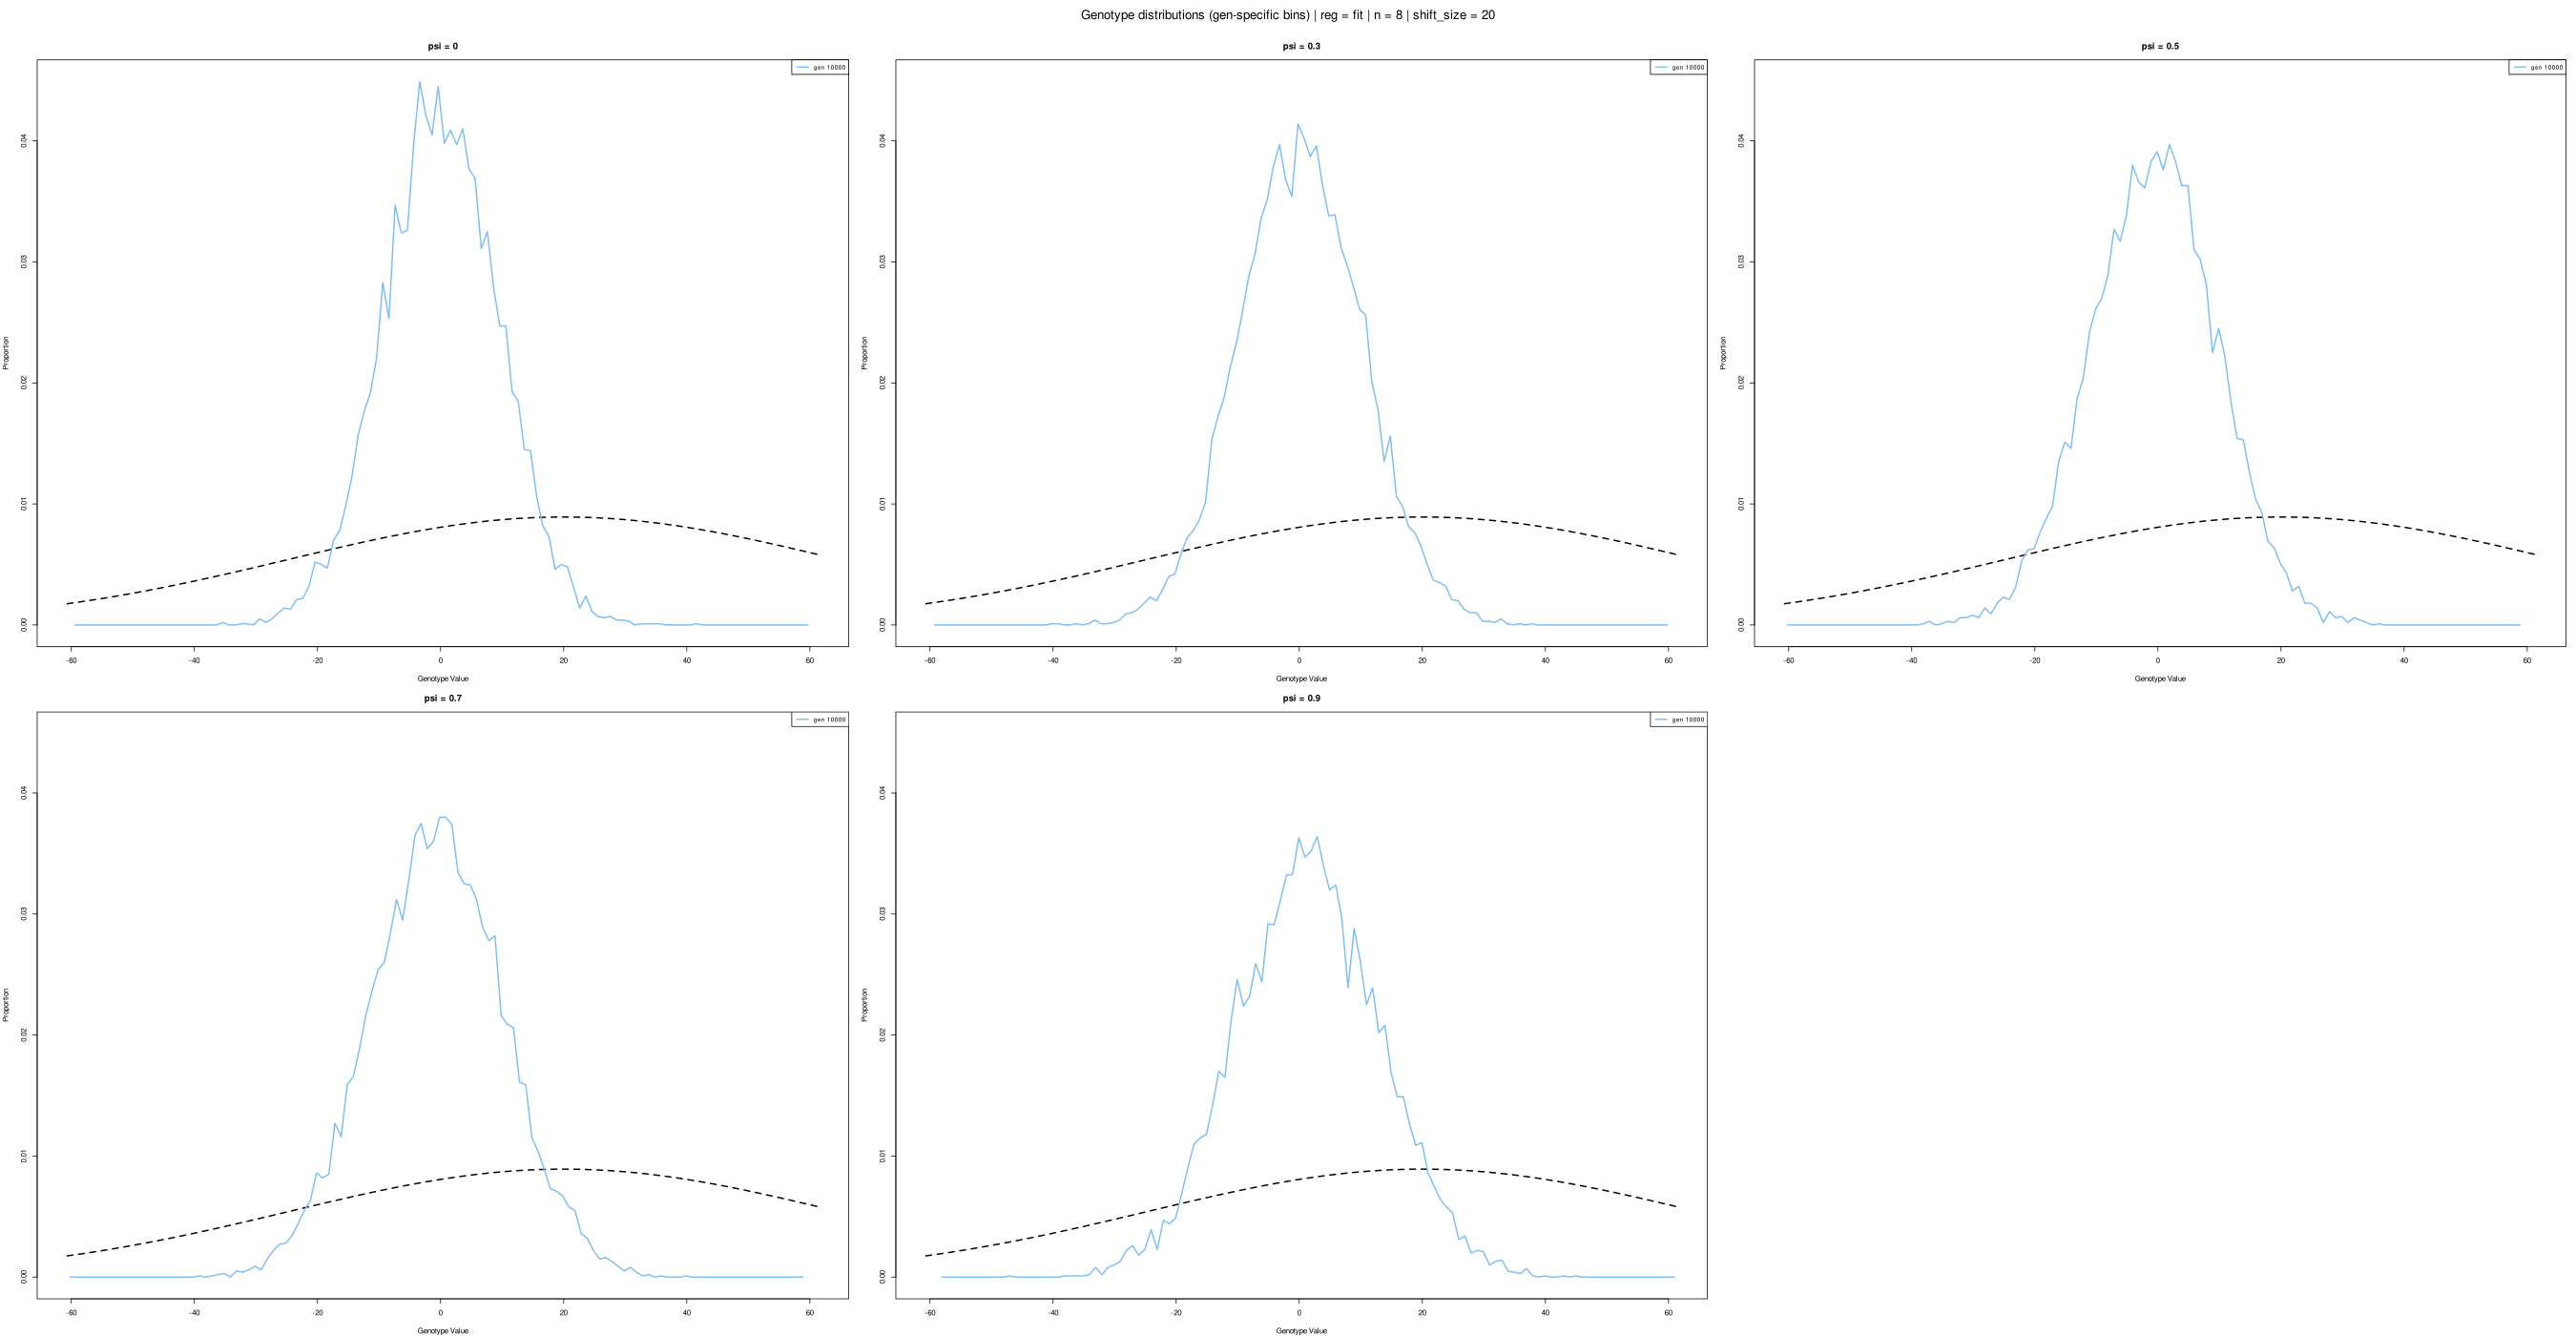 Genotype distributions (gen-specific bins) | reg = fit | n = 8 | shift_size = 20
psi = 0
gen 10000
Proportion
0.04
0.03
0.02
0.01
0.00
-60 -40 -20 0 20 40 60
Genotype Value
psi = 0.3
gen 10000
Proportion
0.04
0.03
0.02
0.01
0.00
-60 -40 -20 0 20 40 60
Genotype Value
psi = 0.5
gen 10000
Proportion
0.04
0.03
0.02
0.01
0.00
-60 -40 -20 0 20 40 60
Genotype Value
psi = 0.7
gen 10000
Proportion
0.04
0.03
0.02
0.01
0.00
-60 -40 -20 0 20 40 60
Genotype Value
psi = 0.9
gen 10000
Proportion
0.04
0.03
0.02
0.01
0.00
-60 -40 -20 0 20 40 60
Genotype Value